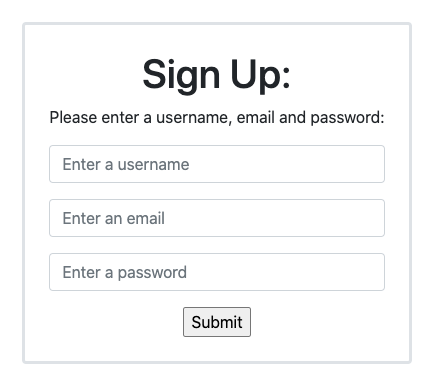 Sign Up:
Please enter a username, email and password:
Enter a username
Enter an email
Enter a password
Submit